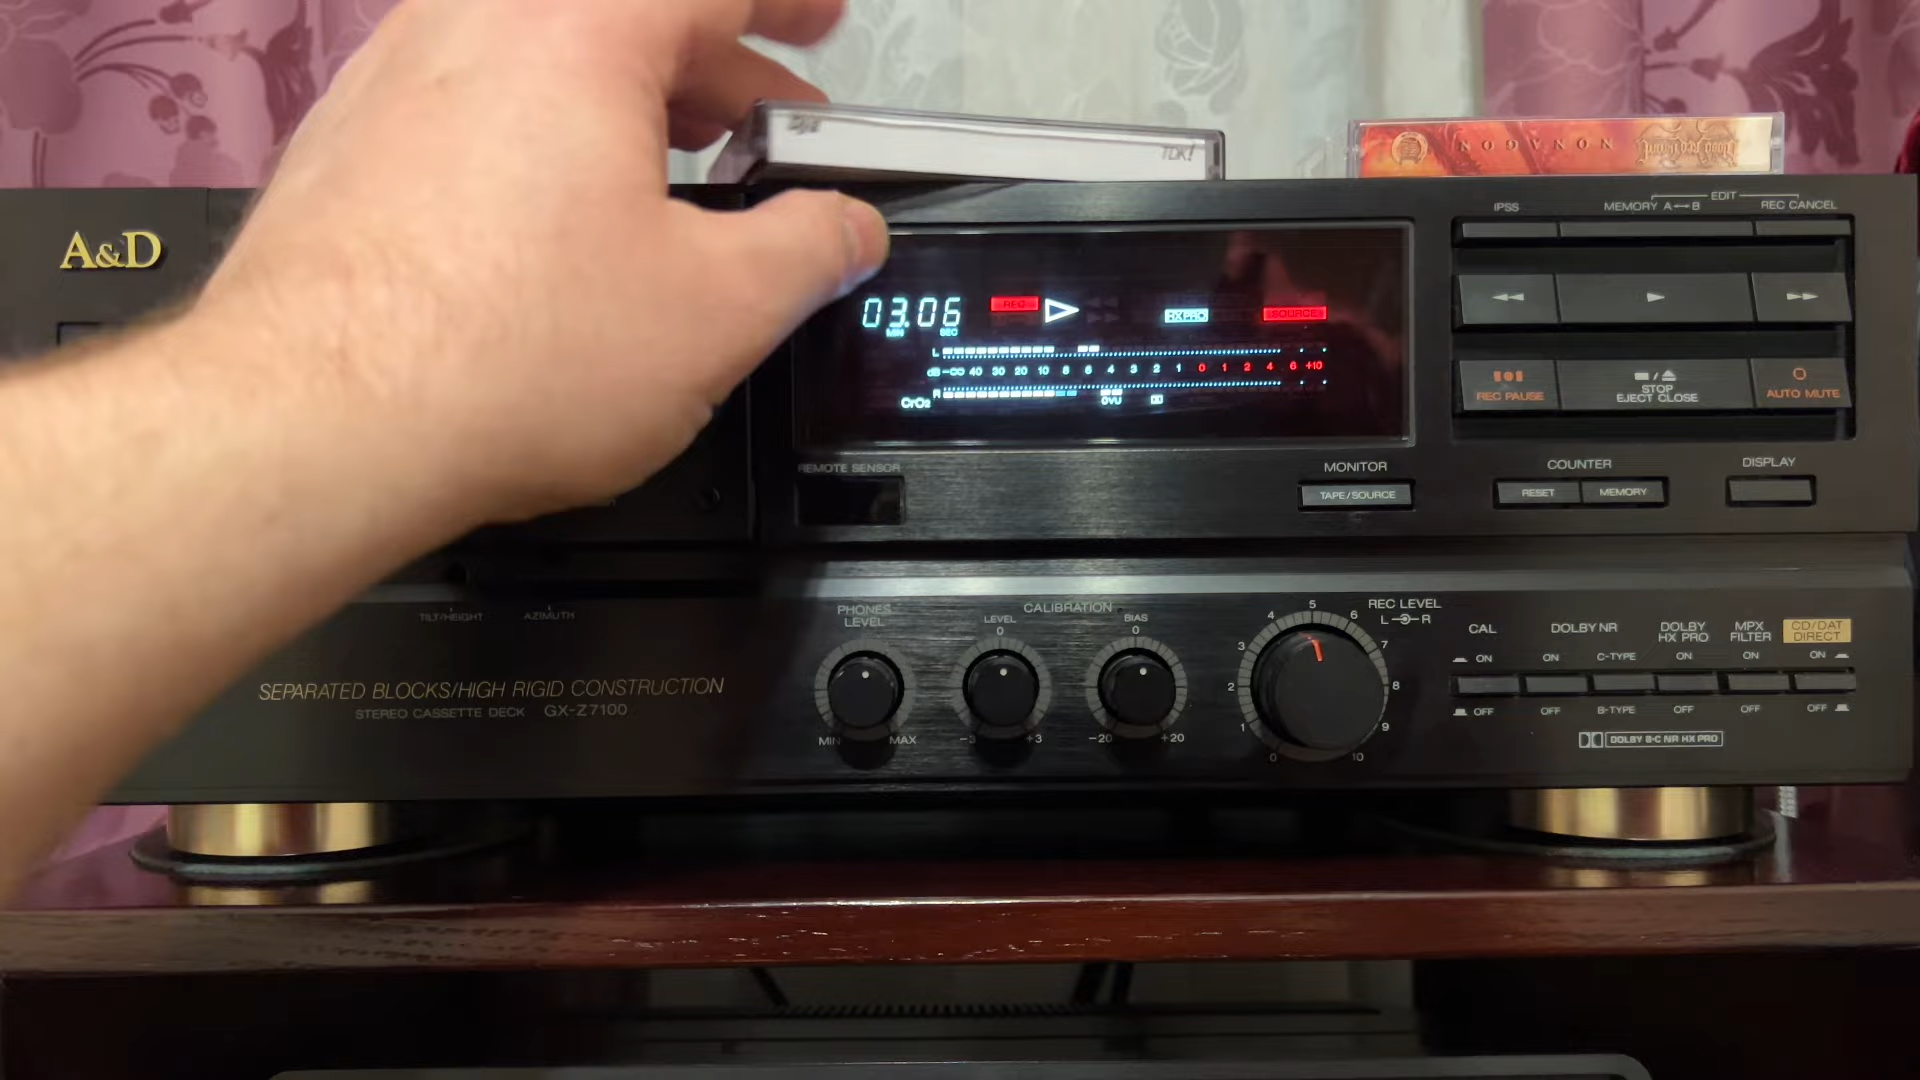 TDK!
NONAGON
A&D
03.06
MIN SEC
REC
HX PRO
SOURCE
L
dB -∞ 40 30 20 10 8 6 4 3 2 1 0 1 2 4 6 +10
R
CrO2
0VU
REMOTE SENSOR
IPSS
EDIT
MEMORY A↔B
REC CANCEL
REC PAUSE
STOP
EJECT CLOSE
AUTO MUTE
MONITOR
TAPE/SOURCE
COUNTER
RESET
MEMORY
DISPLAY
TILT/HEIGHT
AZIMUTH
SEPARATED BLOCKS/HIGH RIGID CONSTRUCTION
STEREO CASSETTE DECK GX-Z7100
PHONES
LEVEL
MIN MAX
CALIBRATION
LEVEL
0
-3 +3
BIAS
0
-20 +20
REC LEVEL
L R
0 1 2 3 4 5 6 7 8 9 10
CAL
ON
OFF
DOLBY NR
ON
OFF
C-TYPE
B-TYPE
DOLBY
HX PRO
ON
OFF
MPX
FILTER
ON
OFF
CD/DAT
DIRECT
ON
OFF
DOLBY B-C NR HX PRO